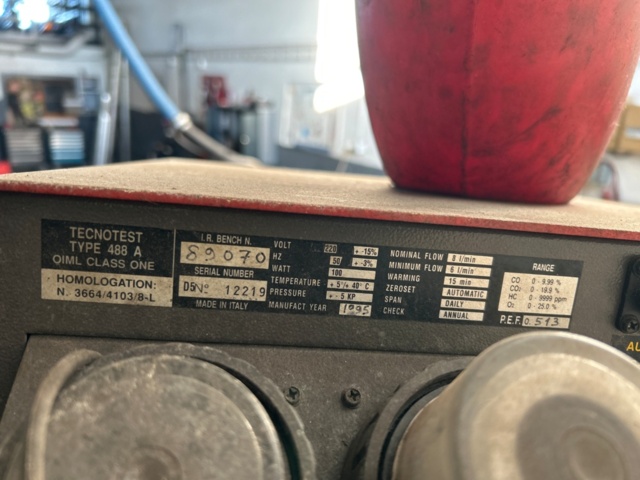 TECNOTEST
TYPE 488 A
OIML CLASS ONE
HOMOLOGATION:
N. 3664/4103/8-L
I.R. BENCH N.
89070
SERIAL NUMBER
D5Nº 12219
MADE IN ITALY
VOLT 220 +-15%
HZ 50 +-3%
WATT 100
TEMPERATURE +5°/+ 40° C
PRESSURE +- 5 KP
MANUFACT YEAR 1995
NOMINAL FLOW 8 l/min
MINIMUM FLOW 6 l/min
WARMING 15 min
ZEROSET AUTOMATIC
SPAN DAILY
CHECK ANNUAL
RANGE
CO 0 - 9.99 %
CO₂ 0 - 19.9 %
HC 0 - 9999 ppm
O₂ 0 - 25.0 %
P.E.F. 0.513